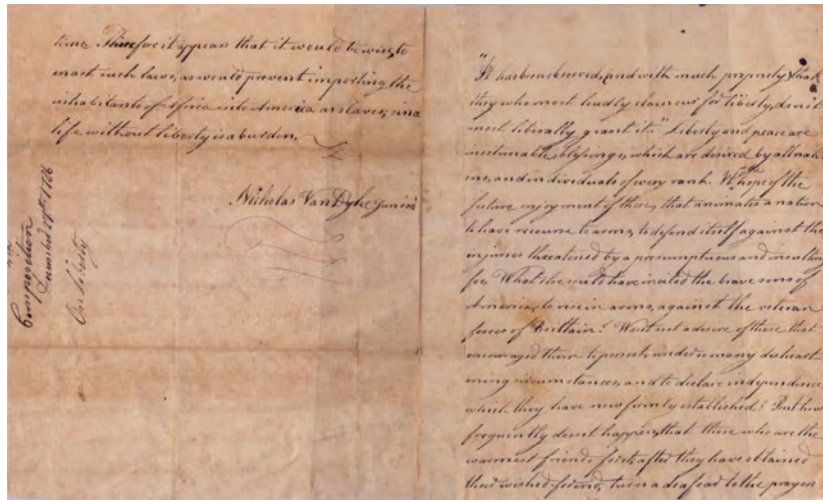 time. Therefore it appears that it would be wise, to
enact such laws, as would prevent importing the
inhabitants of Africa into America as slaves; since
life without liberty is a burden.
Nicholas Van Dyke Junior
Composition
December 29th 1786
On Liberty
"It has been observed, and with much propriety that
they who most loudly clamour for liberty, do not
most liberally grant it." Liberty and peace are
inestimable blessings, which are desired by all nati-
ons, and individuals of every rank. It's the hope of the
future enjoyment of these, that animates a nation
to have recourse to arms, to defend itself against the
injuries threatened by a presumptuous and insulting
foe. What else could have incited the brave sons of
America, to rise in arms, against the veteran
forces of Brittain? Was it not a desire of these that
encouraged them to persist, under many disheart-
ening circumstances, and to declare independence
which they have now firmly established? But how
frequently does it happen, that those who are the
warmest friends for it, after they have obtained
their wished for end, turn a deaf ear to the prayers